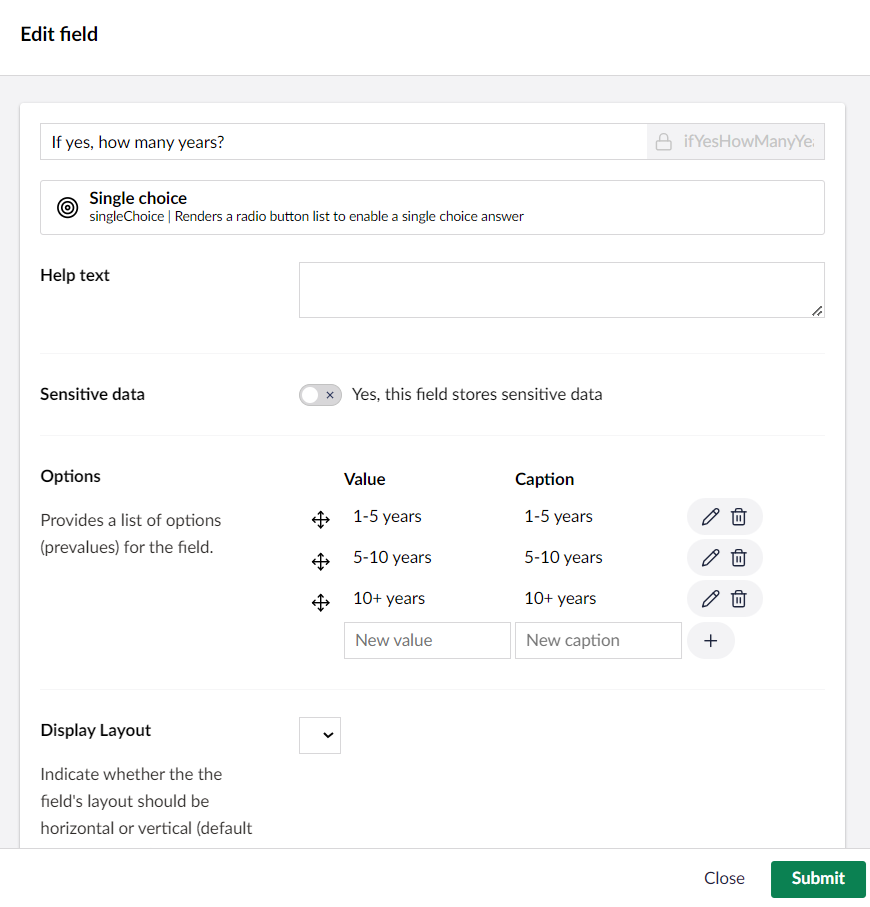 Edit field
If yes, how many years?
ifYesHowManyYea
Single choice
singleChoice | Renders a radio button list to enable a single choice answer
Help text
Sensitive data
Yes, this field stores sensitive data
Options
Provides a list of options
(prevalues) for the field.
Value Caption
1-5 years 1-5 years
5-10 years 5-10 years
10+ years 10+ years
New value New caption
Display Layout
Indicate whether the the
field's layout should be
horizontal or vertical (default
Close Submit